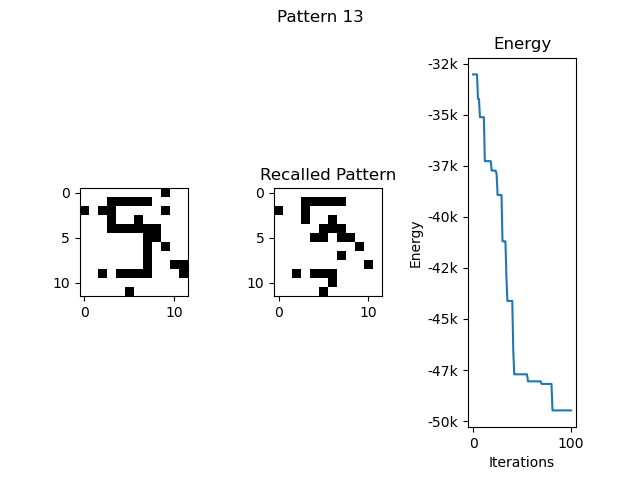 Pattern 13
Energy
Recalled Pattern
-32k
-35k
-37k
-40k
-42k
-45k
-47k
-50k
Energy
0
5
10
0
5
10
0 10
0 10
0 100
Iterations